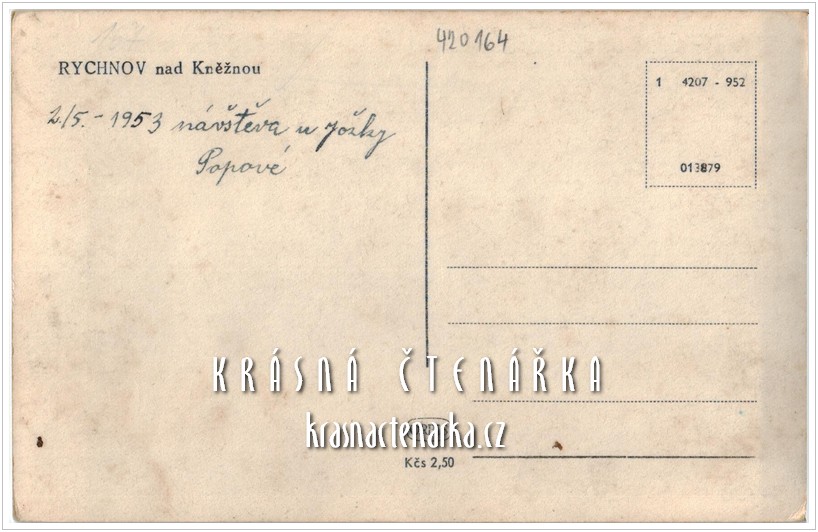 420164
RYCHNOV nad Kněžnou
1 4207 - 952
2/5. - 1953 návštěva u Jožky
Popové
013879
KRÁSNÁ ČTENÁŘKA
krasnactenarka.cz
Kčs 2,50